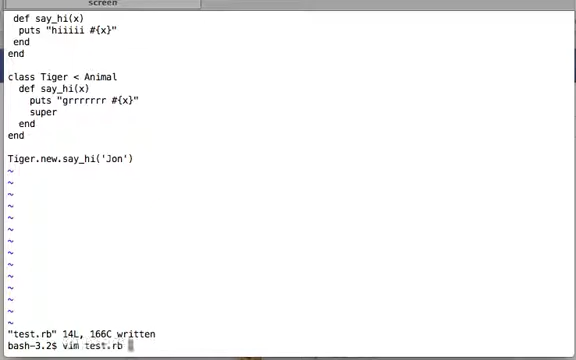 screen
def say_hi(x)
puts "hiiiii #{x}"
end
end
class Tiger < Animal
def say_hi(x)
puts "grrrrrrr #{x}"
super
end
end
Tiger.new.say_hi('Jon')
~
~
~
~
~
~
~
~
~
~
~
~
~
~
"test.rb" 14L, 166C written
bash-3.2$ vim test.rb